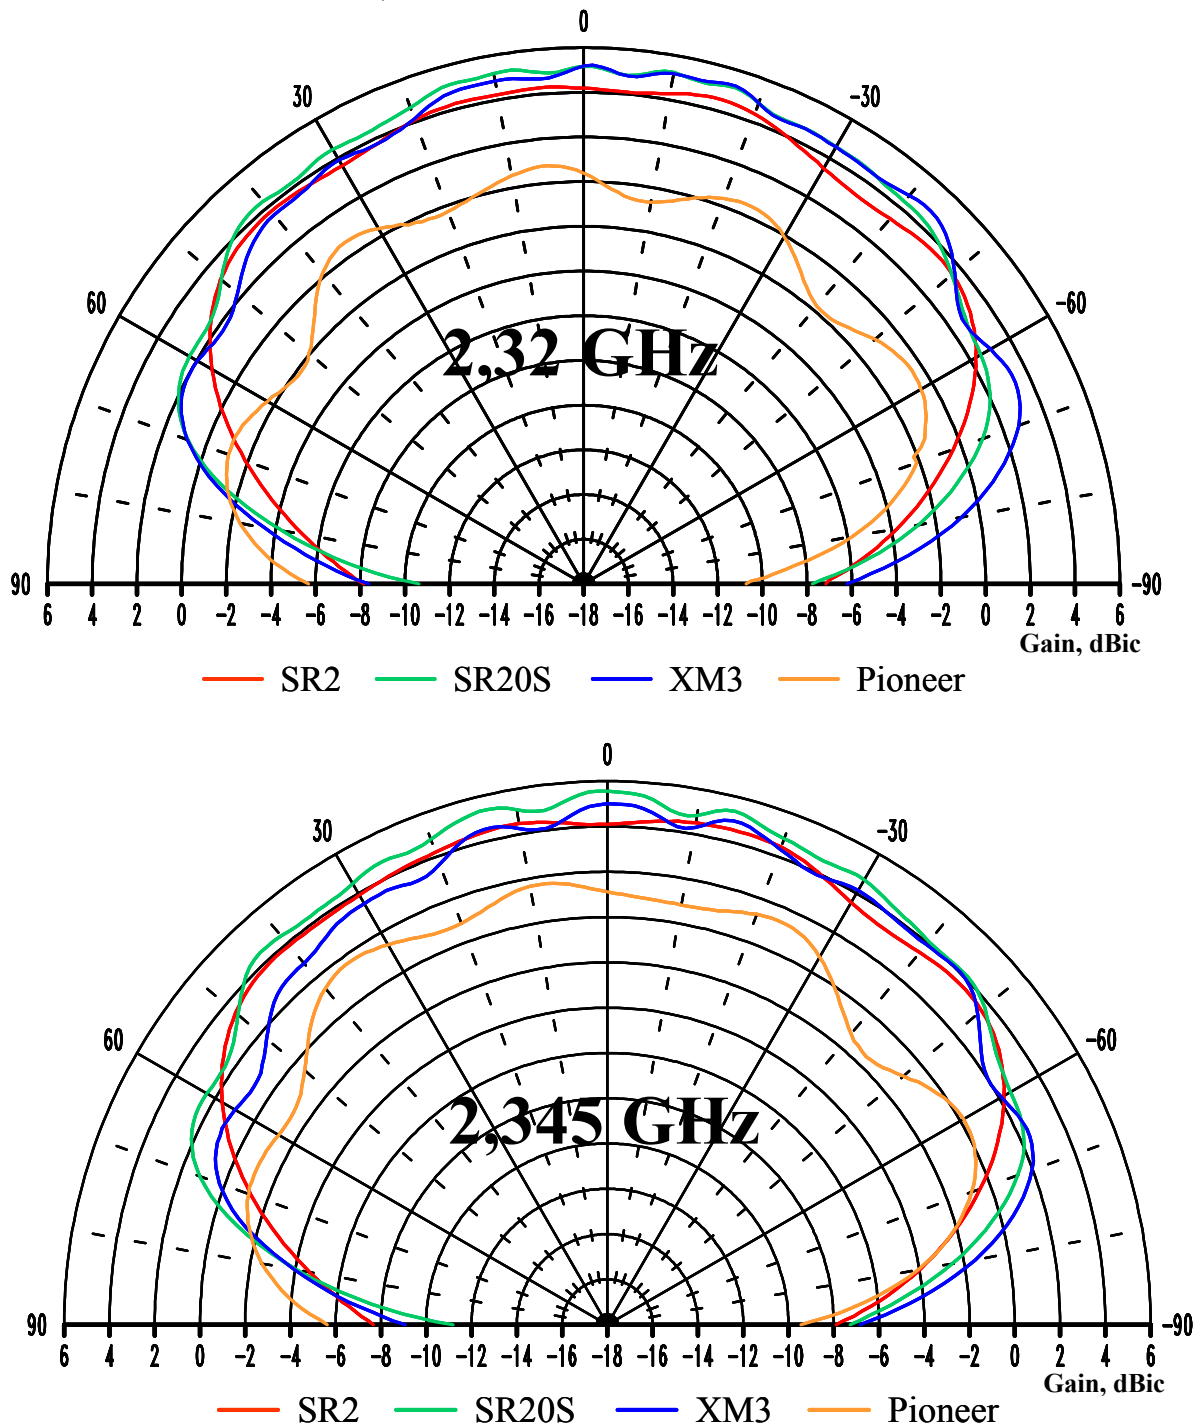 0
30 -30
60 -60
2,32 GHz
90 -90
6 4 2 0 -2 -4 -6 -8 -10 -12 -14 -16 -18 -16 -14 -12 -10 -8 -6 -4 -2 0 2 4 6
Gain, dBic
SR2 SR20S XM3 Pioneer
0
30 -30
60 -60
2,345 GHz
90 -90
6 4 2 0 -2 -4 -6 -8 -10 -12 -14 -16 -18 -16 -14 -12 -10 -8 -6 -4 -2 0 2 4 6
Gain, dBic
SR2 SR20S XM3 Pioneer